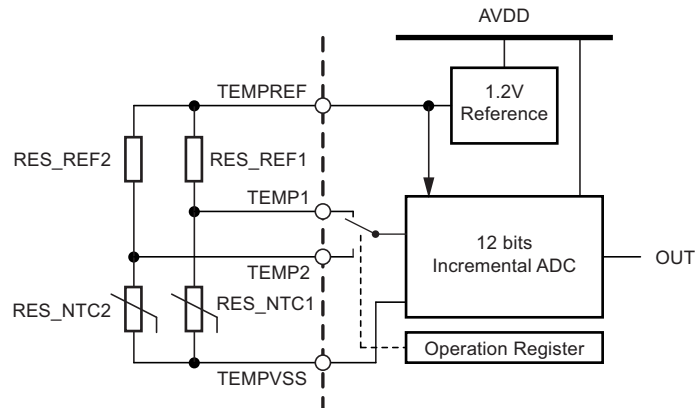 AVDD
TEMPREF
1.2V
Reference
RES_REF2
RES_REF1
TEMP1
12 bits
Incremental ADC
OUT
TEMP2
RES_NTC2
RES_NTC1
Operation Register
TEMPVSS